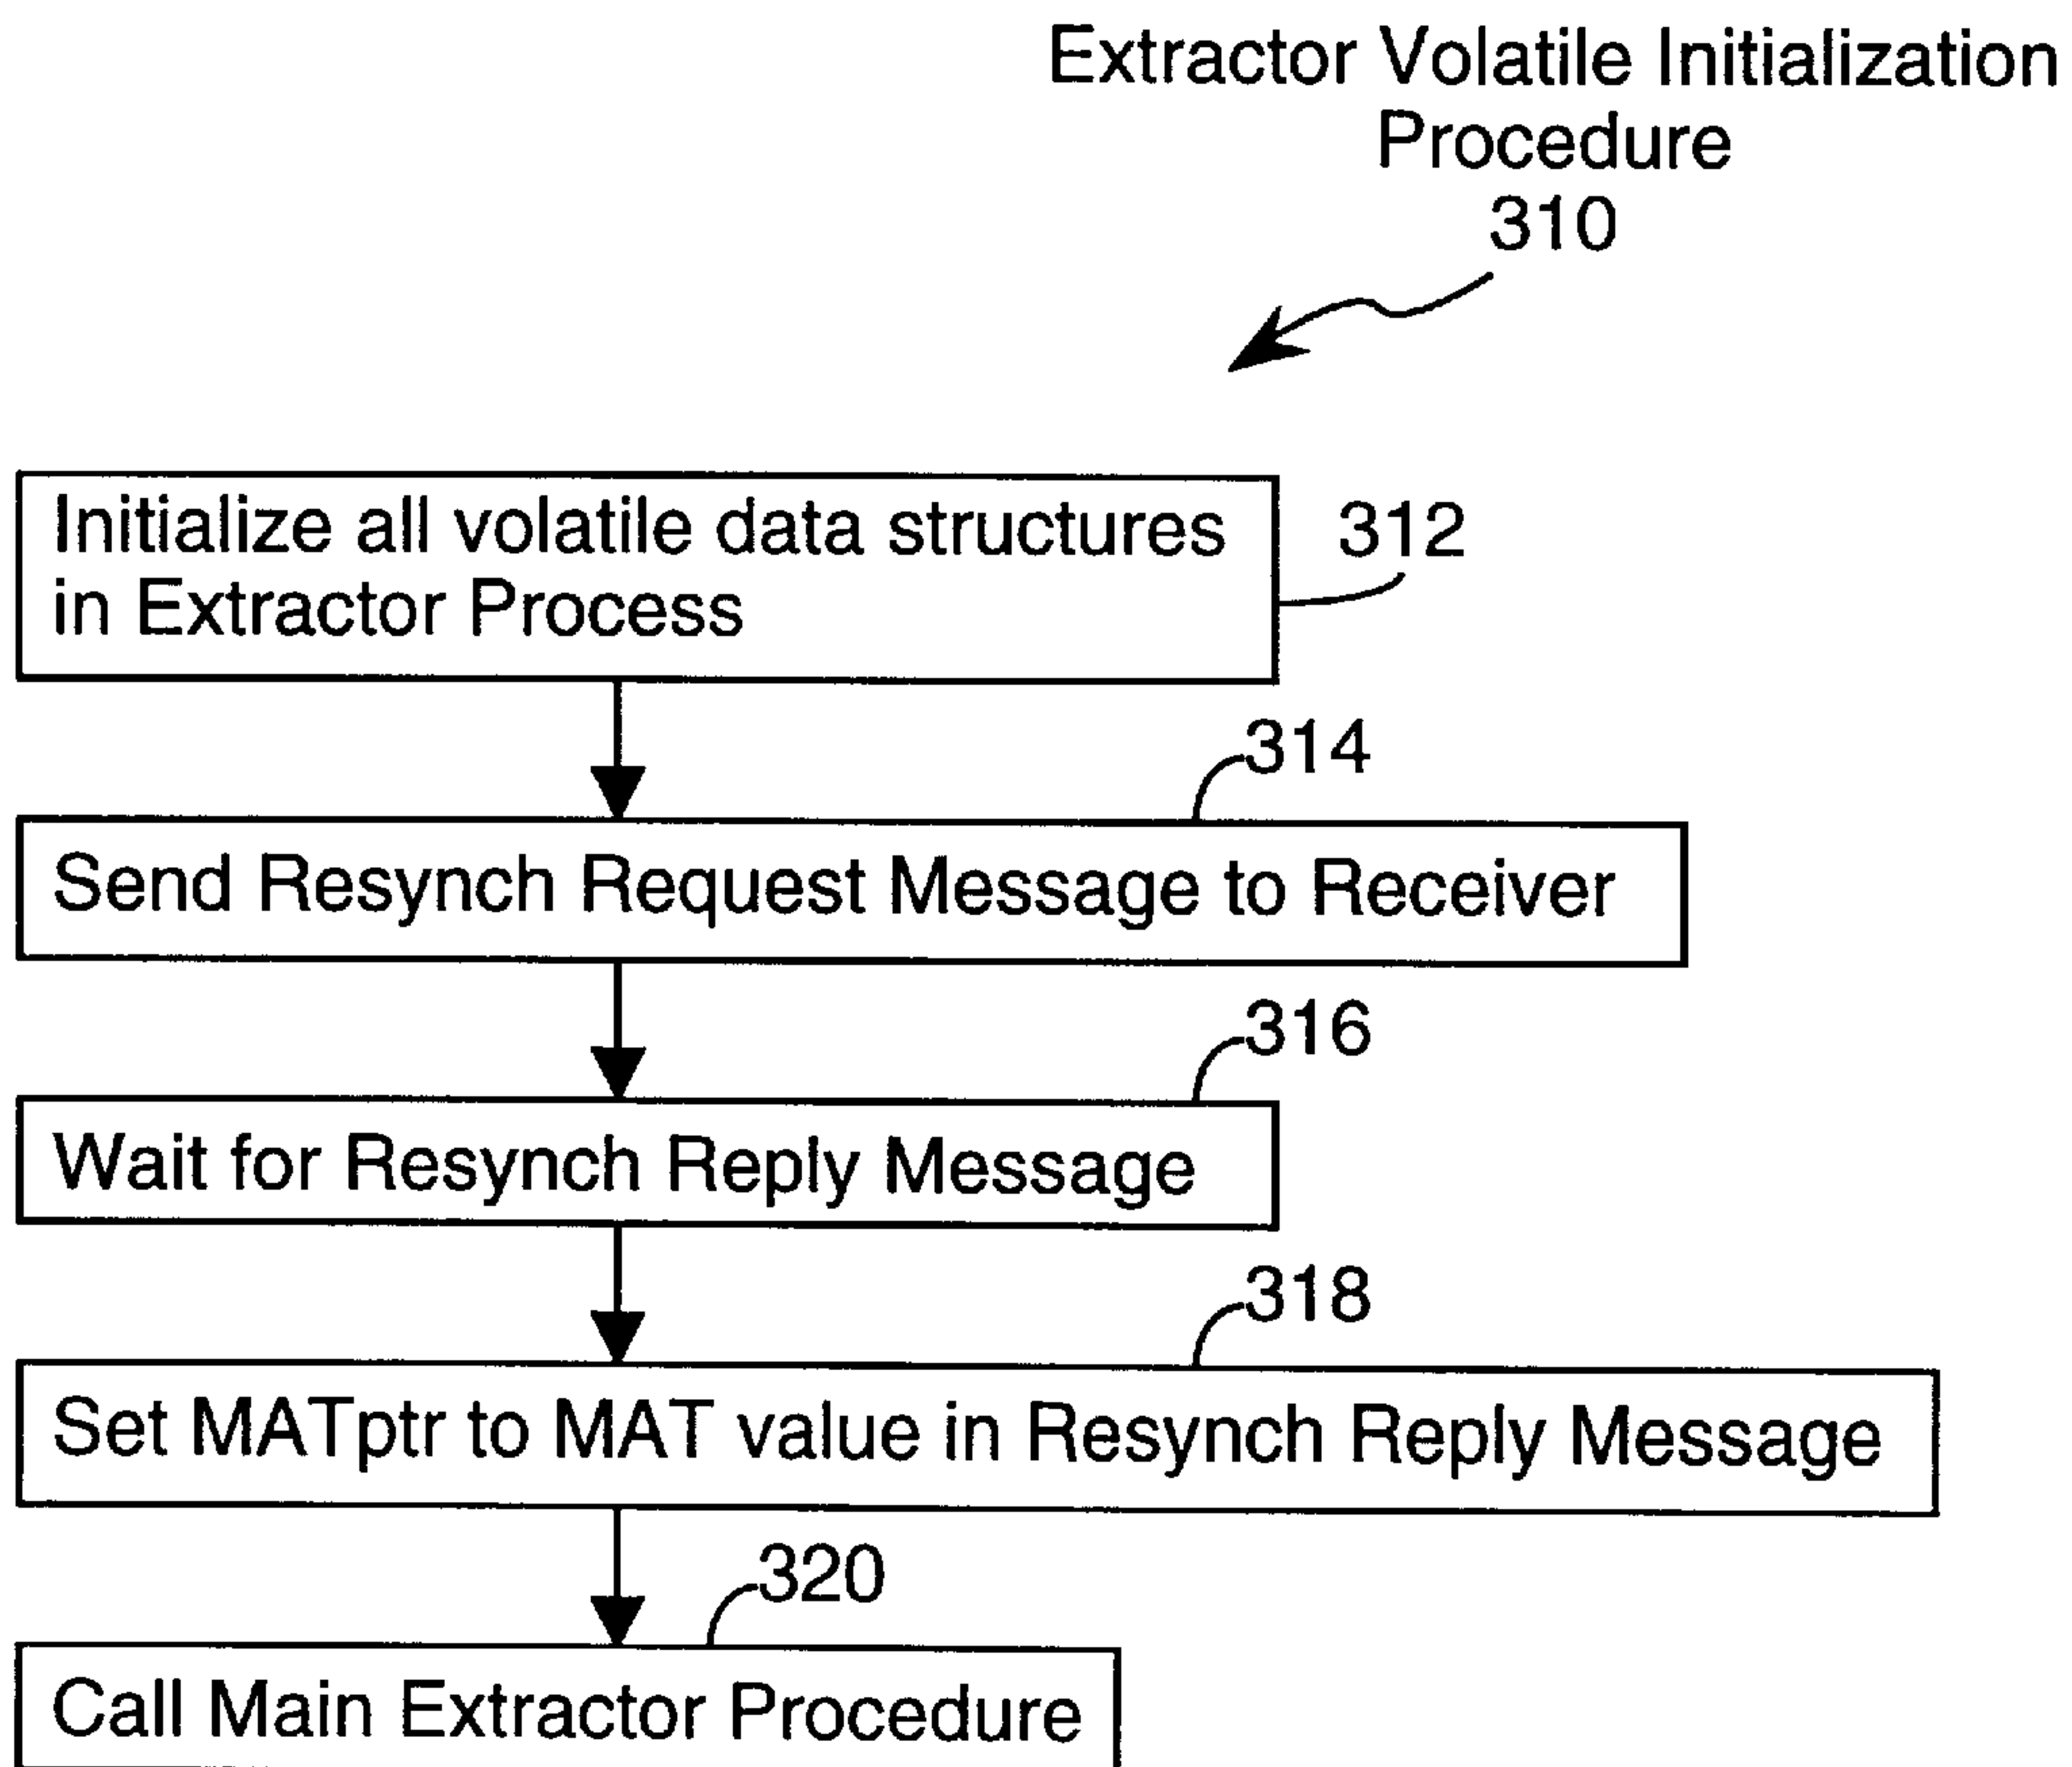 Extractor Volatile Initialization
Procedure
310
Initialize all volatile data structures
in Extractor Process
312
314
Send Resynch Request Message to Receiver
316
Wait for Resynch Reply Message
318
Set MATptr to MAT value in Resynch Reply Message
320
Call Main Extractor Procedure